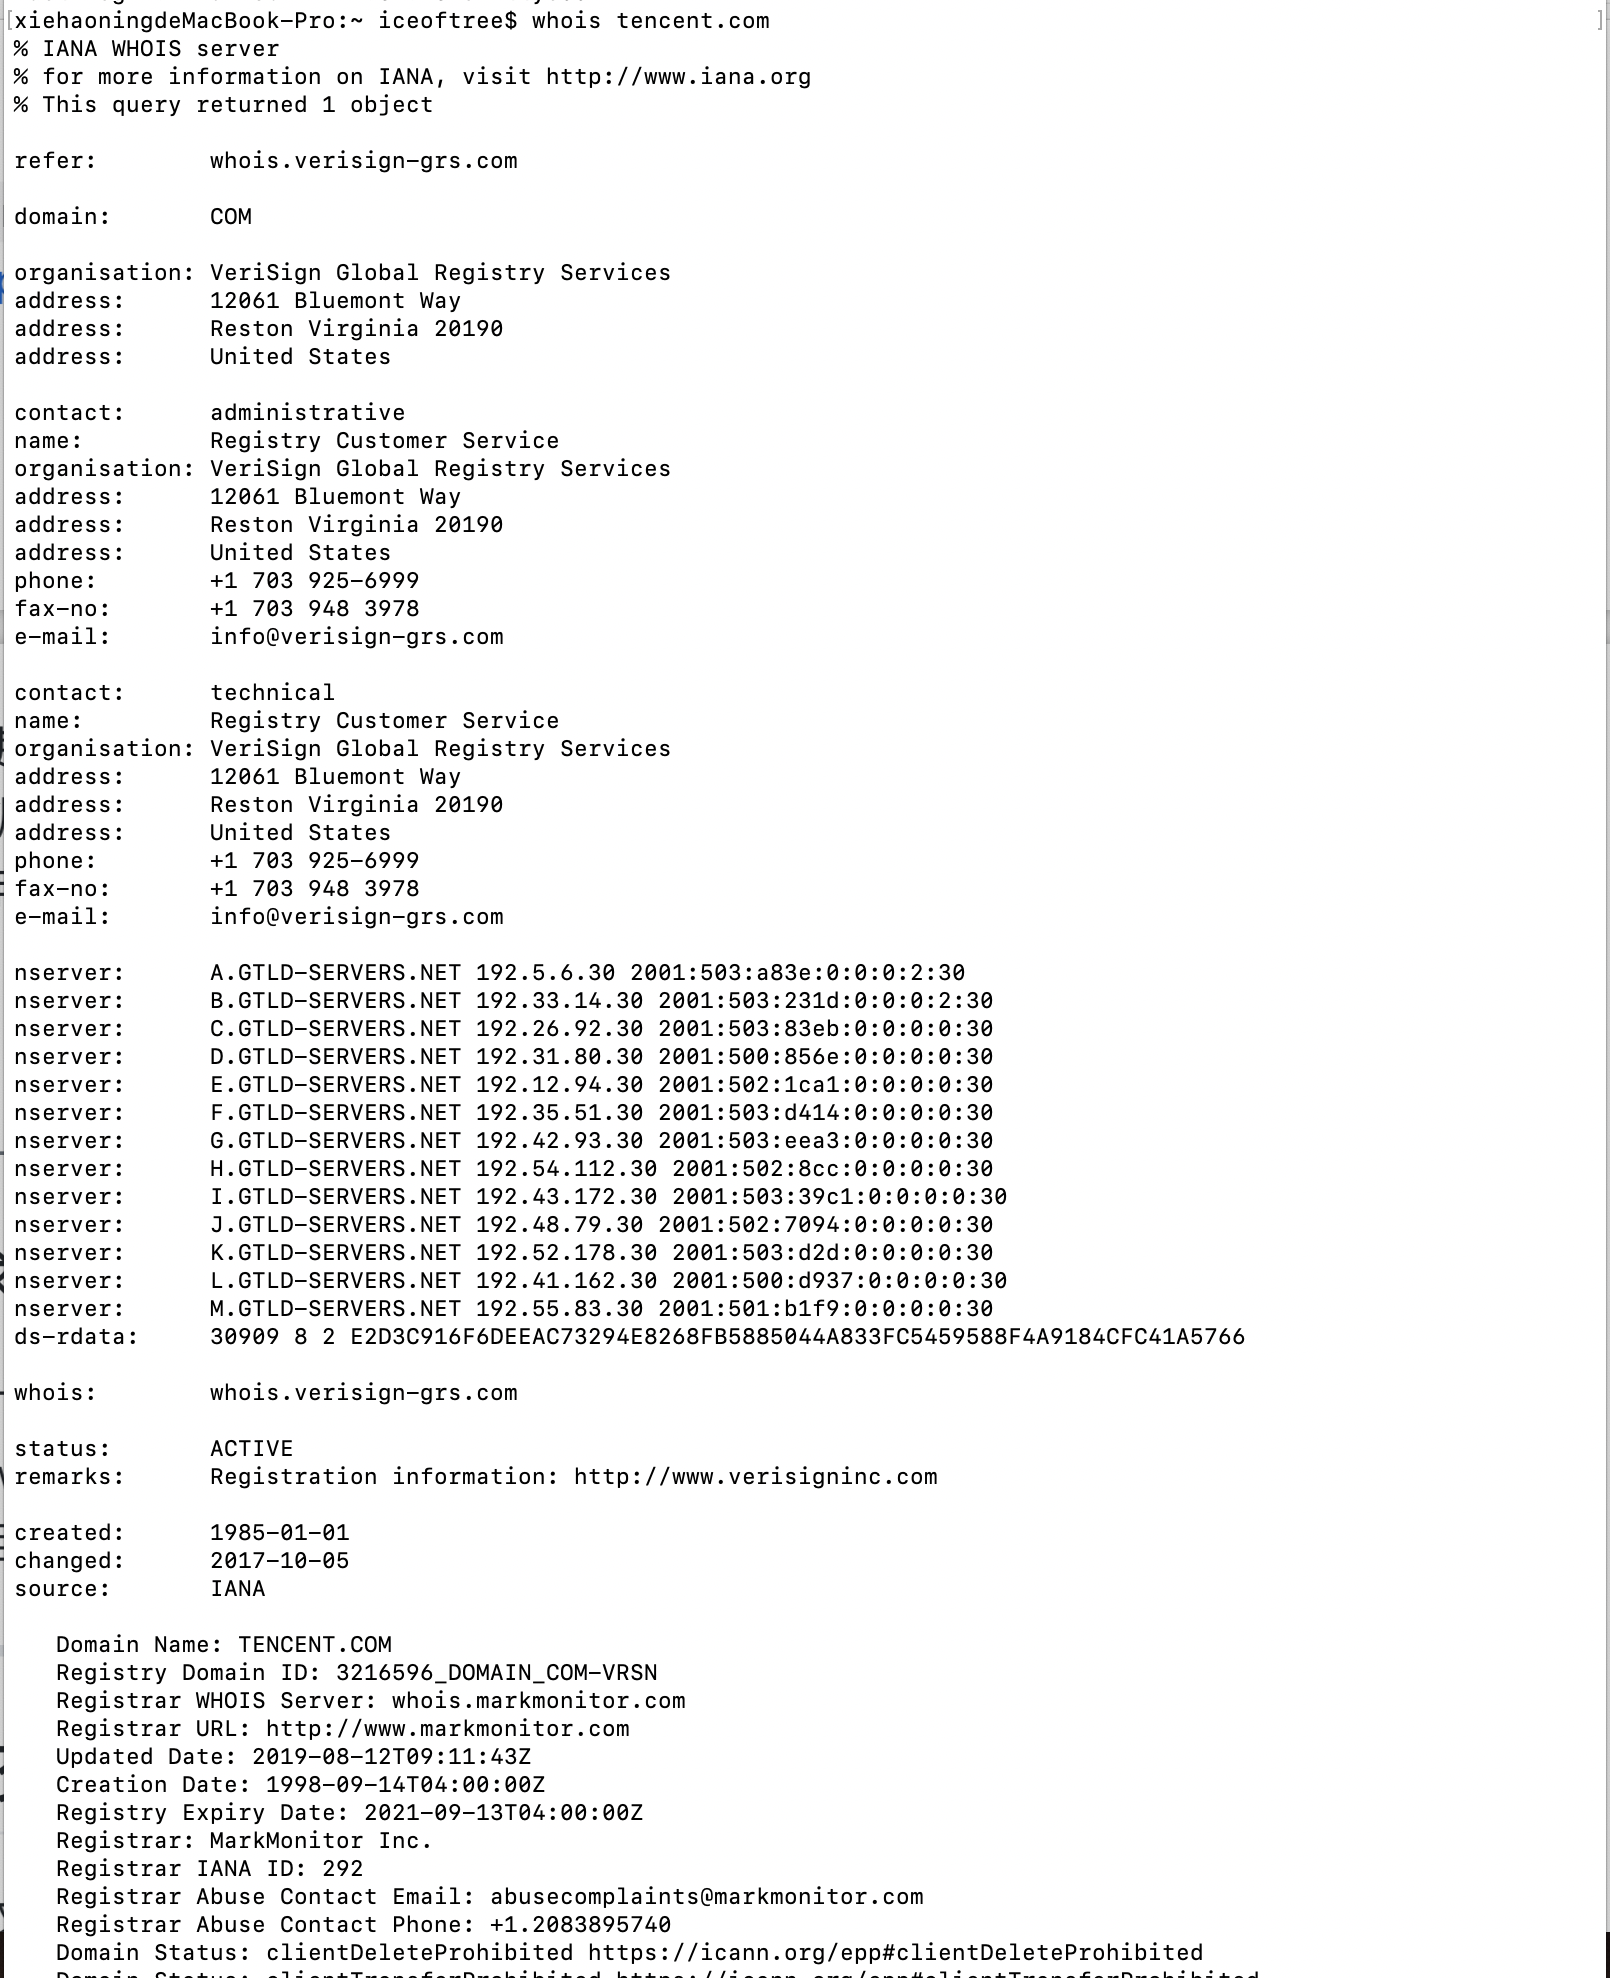 [xiehaoningdeMacBook-Pro:~ iceoftree$ whois tencent.com ]
% IANA WHOIS server
% for more information on IANA, visit http://www.iana.org
% This query returned 1 object
refer: whois.verisign-grs.com
domain: COM
organisation: VeriSign Global Registry Services
address: 12061 Bluemont Way
address: Reston Virginia 20190
address: United States
contact: administrative
name: Registry Customer Service
organisation: VeriSign Global Registry Services
address: 12061 Bluemont Way
address: Reston Virginia 20190
address: United States
phone: +1 703 925-6999
fax-no: +1 703 948 3978
e-mail: info@verisign-grs.com
contact: technical
name: Registry Customer Service
organisation: VeriSign Global Registry Services
address: 12061 Bluemont Way
address: Reston Virginia 20190
address: United States
phone: +1 703 925-6999
fax-no: +1 703 948 3978
e-mail: info@verisign-grs.com
nserver: A.GTLD-SERVERS.NET 192.5.6.30 2001:503:a83e:0:0:0:2:30
nserver: B.GTLD-SERVERS.NET 192.33.14.30 2001:503:231d:0:0:0:2:30
nserver: C.GTLD-SERVERS.NET 192.26.92.30 2001:503:83eb:0:0:0:0:30
nserver: D.GTLD-SERVERS.NET 192.31.80.30 2001:500:856e:0:0:0:0:30
nserver: E.GTLD-SERVERS.NET 192.12.94.30 2001:502:1ca1:0:0:0:0:30
nserver: F.GTLD-SERVERS.NET 192.35.51.30 2001:503:d414:0:0:0:0:30
nserver: G.GTLD-SERVERS.NET 192.42.93.30 2001:503:eea3:0:0:0:0:30
nserver: H.GTLD-SERVERS.NET 192.54.112.30 2001:502:8cc:0:0:0:0:30
nserver: I.GTLD-SERVERS.NET 192.43.172.30 2001:503:39c1:0:0:0:0:30
nserver: J.GTLD-SERVERS.NET 192.48.79.30 2001:502:7094:0:0:0:0:30
nserver: K.GTLD-SERVERS.NET 192.52.178.30 2001:503:d2d:0:0:0:0:30
nserver: L.GTLD-SERVERS.NET 192.41.162.30 2001:500:d937:0:0:0:0:30
nserver: M.GTLD-SERVERS.NET 192.55.83.30 2001:501:b1f9:0:0:0:0:30
ds-rdata: 30909 8 2 E2D3C916F6DEEAC73294E8268FB5885044A833FC5459588F4A9184CFC41A5766
whois: whois.verisign-grs.com
status: ACTIVE
remarks: Registration information: http://www.verisigninc.com
created: 1985-01-01
changed: 2017-10-05
source: IANA
Domain Name: TENCENT.COM
Registry Domain ID: 3216596_DOMAIN_COM-VRSN
Registrar WHOIS Server: whois.markmonitor.com
Registrar URL: http://www.markmonitor.com
Updated Date: 2019-08-12T09:11:43Z
Creation Date: 1998-09-14T04:00:00Z
Registry Expiry Date: 2021-09-13T04:00:00Z
Registrar: MarkMonitor Inc.
Registrar IANA ID: 292
Registrar Abuse Contact Email: abusecomplaints@markmonitor.com
Registrar Abuse Contact Phone: +1.2083895740
Domain Status: clientDeleteProhibited https://icann.org/epp#clientDeleteProhibited
Domain Status: clientTransferProhibited https://icann.org/epp#clientTransferProhibited